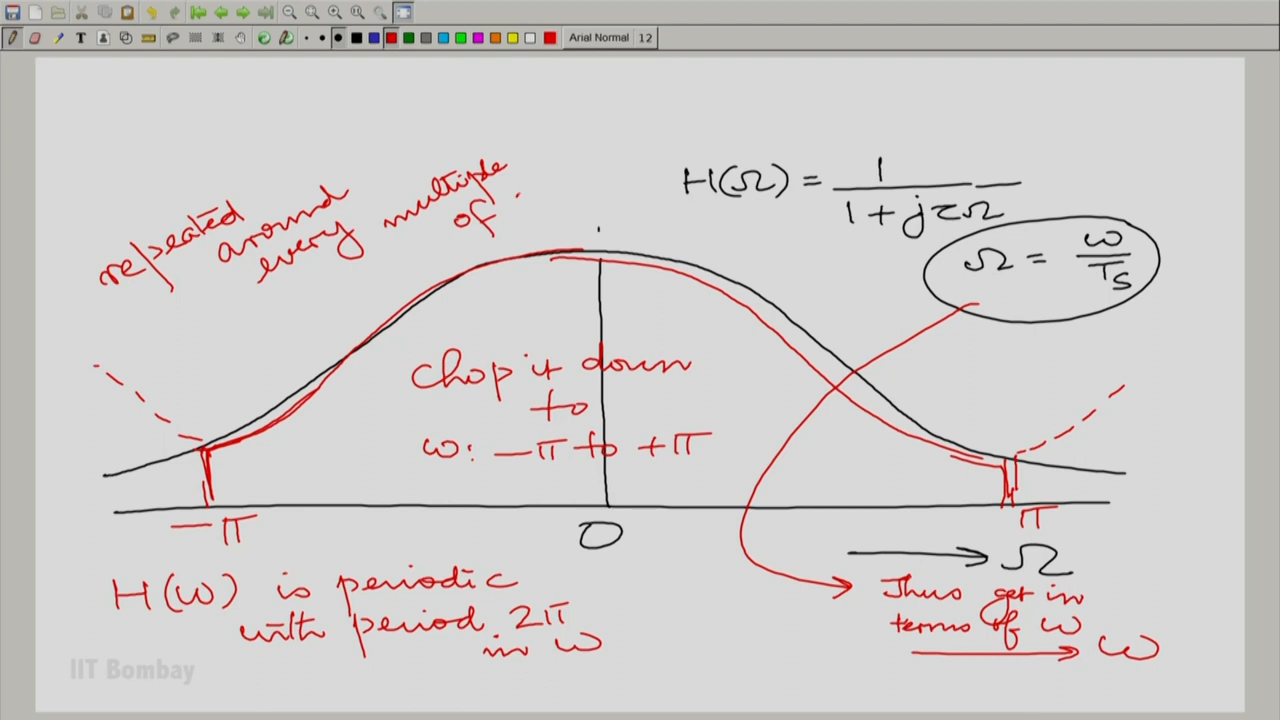 Arial Normal 12
repeated
around
every multiple
of
H(Ω) = 1 / (1 + jτΩ)
Ω = ω / Ts
Chop it down
to
ω: -π to +π
-π
0
π
Ω
H(ω) is periodic
with period 2π
in ω
Thus get in
terms of ω
ω
IIT Bombay